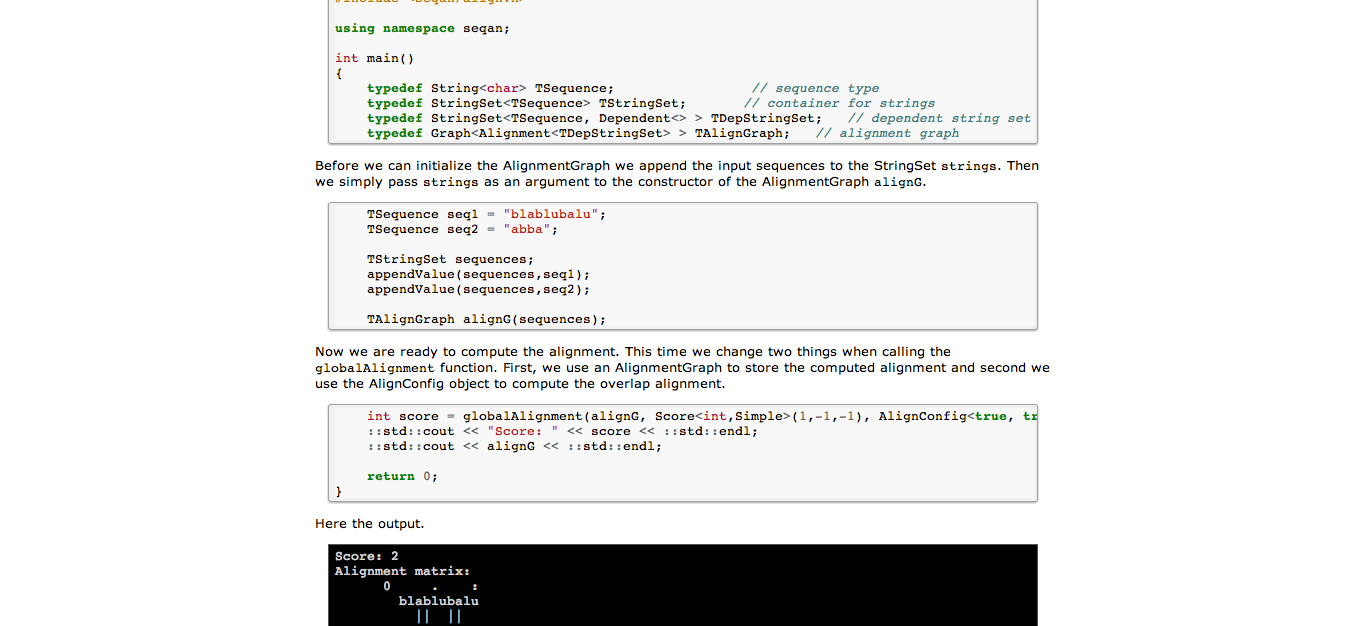 using namespace seqan;
int main()
{
typedef String<char> TSequence; // sequence type
typedef StringSet<TSequence> TStringSet; // container for strings
typedef StringSet<TSequence, Dependent<> > TDepStringSet; // dependent string set
typedef Graph<Alignment<TDepStringSet> > TAlignGraph; // alignment graph
Before we can initialize the AlignmentGraph we append the input sequences to the StringSet strings. Then
we simply pass strings as an argument to the constructor of the AlignmentGraph alignG.
TSequence seq1 = "blablubalu";
TSequence seq2 = "abba";
TStringSet sequences;
appendValue(sequences,seq1);
appendValue(sequences,seq2);
TAlignGraph alignG(sequences);
Now we are ready to compute the alignment. This time we change two things when calling the
globalAlignment function. First, we use an AlignmentGraph to store the computed alignment and second we
use the AlignConfig object to compute the overlap alignment.
int score = globalAlignment(alignG, Score<int,Simple>(1,-1,-1), AlignConfig<true, tr
::std::cout << "Score: " << score << ::std::endl;
::std::cout << alignG << ::std::endl;
return 0;
}
Here the output.
Score: 2
Alignment matrix:
0 . :
blablubalu
|| ||